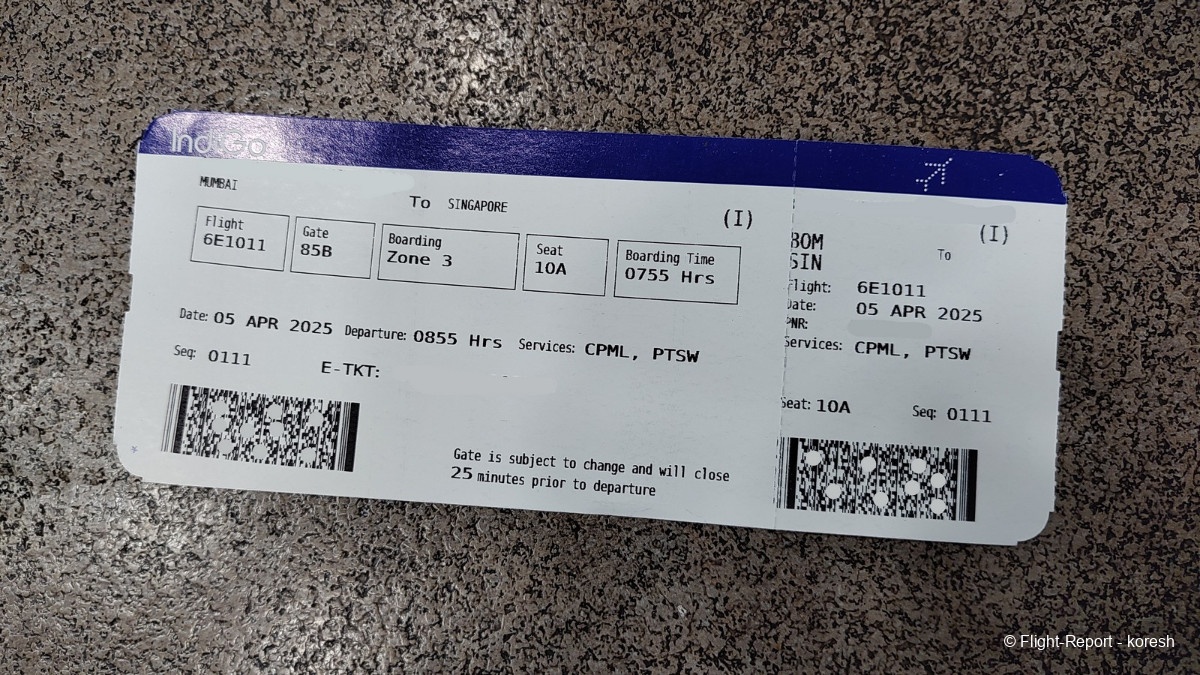 IndiGo
MUMBAI
To SINGAPORE
(I)
Flight Gate Boarding Seat Boarding Time
6E1011 85B Zone 3 10A 0755 Hrs
Date: 05 APR 2025 Departure: 0855 Hrs Services: CPML, PTSW
Seq: 0111 E-TKT:
Gate is subject to change and will close
25 minutes prior to departure
(I)
BOM To
SIN
Flight: 6E1011
Date: 05 APR 2025
PNR:
Services: CPML, PTSW
Seat: 10A Seq: 0111
© Flight-Report - koresh